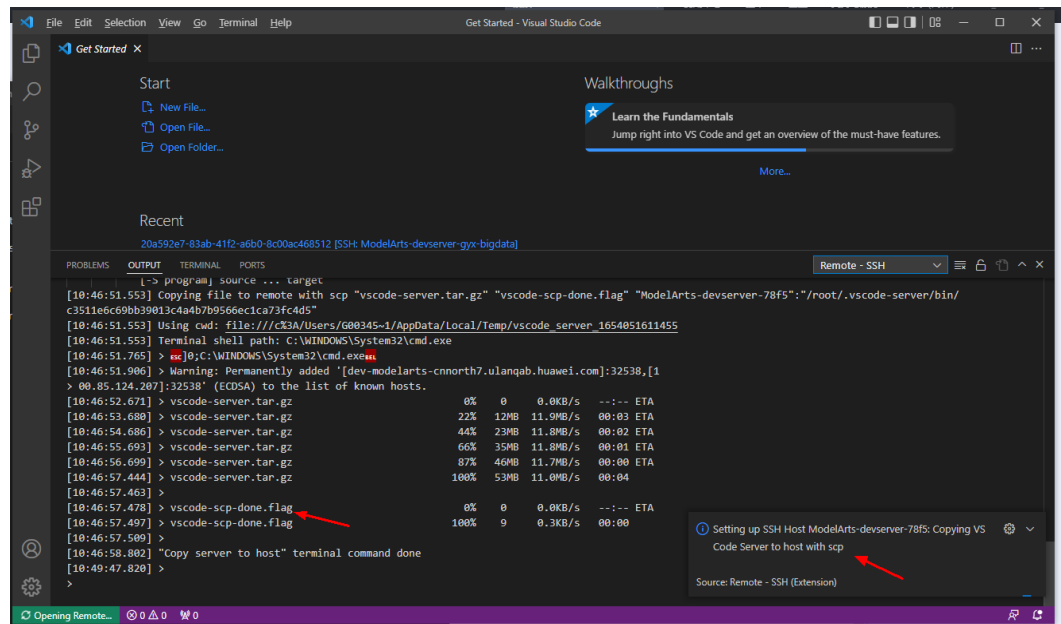 File Edit Selection View Go Terminal Help Get Started - Visual Studio Code
Get Started
Start
New File...
Open File...
Open Folder...
Walkthroughs
Learn the Fundamentals
Jump right into VS Code and get an overview of the must-have features.
More...
Recent
20a592e7-83ab-41f2-a6b0-8c00ac468512 [SSH: ModelArts-devserver-gyx-bigdata]
PROBLEMS OUTPUT TERMINAL PORTS Remote - SSH
[-S program] source ... target
[10:46:51.553] Copying file to remote with scp "vscode-server.tar.gz" "vscode-scp-done.flag" "ModelArts-devserver-78f5":"/root/.vscode-server/bin/
c3511e6c69bb39013c4a4b7b9566ec1ca73fc4d5"
[10:46:51.553] Using cwd: file:///c%3A/Users/G00345~1/AppData/Local/Temp/vscode_server_1654051611455
[10:46:51.553] Terminal shell path: C:\WINDOWS\System32\cmd.exe
[10:46:51.765] > ESC]0;C:\WINDOWS\System32\cmd.exeBEL
[10:46:51.906] > Warning: Permanently added '[dev-modelarts-cnnorth7.ulanqab.huawei.com]:32538,[1
> 00.85.124.207]:32538' (ECDSA) to the list of known hosts.
[10:46:52.671] > vscode-server.tar.gz 0% 0 0.0KB/s --:-- ETA
[10:46:53.680] > vscode-server.tar.gz 22% 12MB 11.9MB/s 00:03 ETA
[10:46:54.686] > vscode-server.tar.gz 44% 23MB 11.8MB/s 00:02 ETA
[10:46:55.693] > vscode-server.tar.gz 66% 35MB 11.8MB/s 00:01 ETA
[10:46:56.699] > vscode-server.tar.gz 87% 46MB 11.7MB/s 00:00 ETA
[10:46:57.444] > vscode-server.tar.gz 100% 53MB 11.0MB/s 00:04
[10:46:57.463] >
[10:46:57.478] > vscode-scp-done.flag 0% 0 0.0KB/s --:-- ETA
[10:46:57.497] > vscode-scp-done.flag 100% 9 0.3KB/s 00:00
[10:46:57.509] >
[10:46:58.802] "Copy server to host" terminal command done
[10:49:47.820] >
>
Setting up SSH Host ModelArts-devserver-78f5: Copying VS
Code Server to host with scp
Source: Remote - SSH (Extension)
Opening Remote... 0 0 0